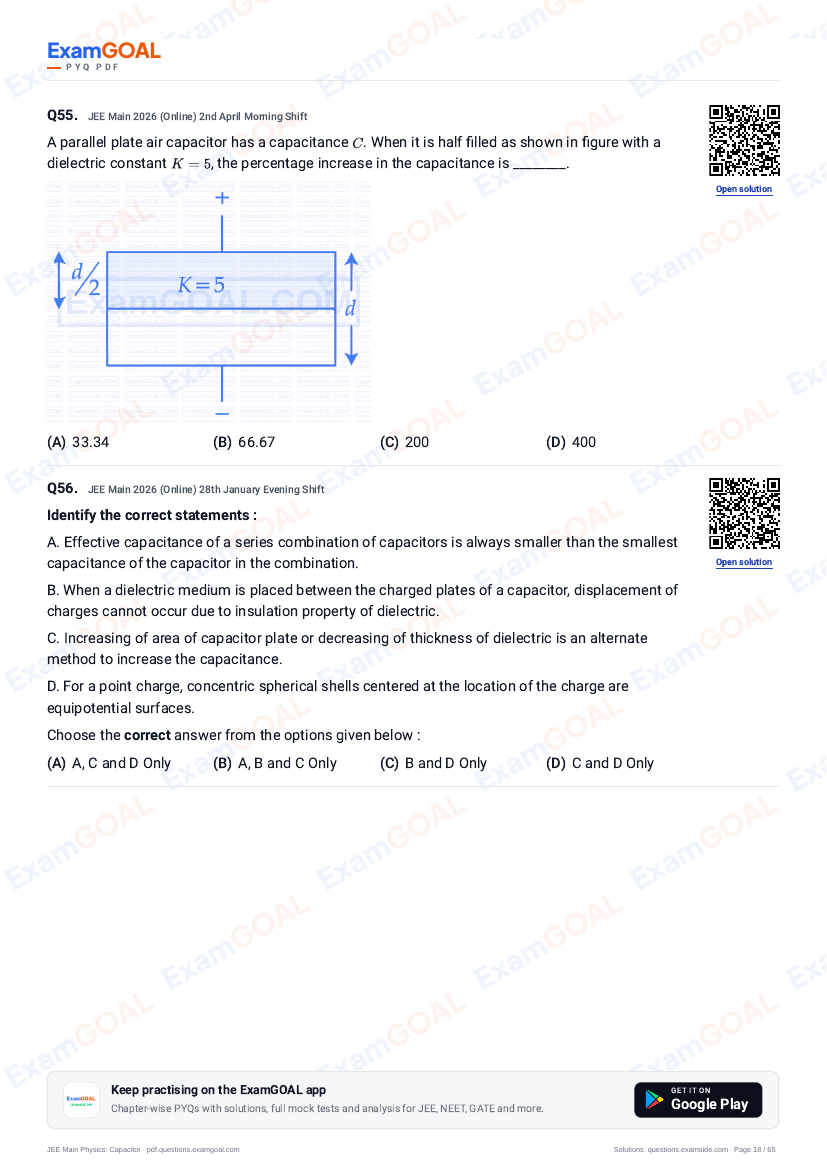 ExamGOAL
PYQ PDF
Q55. JEE Main 2026 (Online) 2nd April Morning Shift
A parallel plate air capacitor has a capacitance C. When it is half filled as shown in figure with a
dielectric constant K = 5, the percentage increase in the capacitance is ________.
Open solution
+
d/2
K=5
d
ExamGOAL.COM
−
(A) 33.34 (B) 66.67 (C) 200 (D) 400
Q56. JEE Main 2026 (Online) 28th January Evening Shift
Identify the correct statements :
A. Effective capacitance of a series combination of capacitors is always smaller than the smallest
capacitance of the capacitor in the combination.
Open solution
B. When a dielectric medium is placed between the charged plates of a capacitor, displacement of
charges cannot occur due to insulation property of dielectric.
C. Increasing of area of capacitor plate or decreasing of thickness of dielectric is an alternate
method to increase the capacitance.
D. For a point charge, concentric spherical shells centered at the location of the charge are
equipotential surfaces.
Choose the correct answer from the options given below :
(A) A, C and D Only (B) A, B and C Only (C) B and D Only (D) C and D Only
ExamGOAL
Keep practising on the ExamGOAL app
Chapter-wise PYQs with solutions, full mock tests and analysis for JEE, NEET, GATE and more.
GET IT ON
Google Play
JEE Main Physics: Capacitor · pdf.questions.examgoal.com Solutions: questions.examside.com · Page 18 / 65